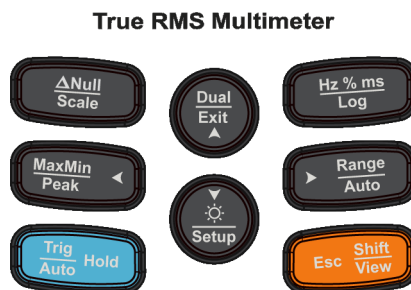 True RMS Multimeter
ΔNull
Scale
Dual
Exit
Hz % ms
Log
MaxMin
Peak
Range
Auto
Setup
Trig
Auto Hold
Esc Shift
View